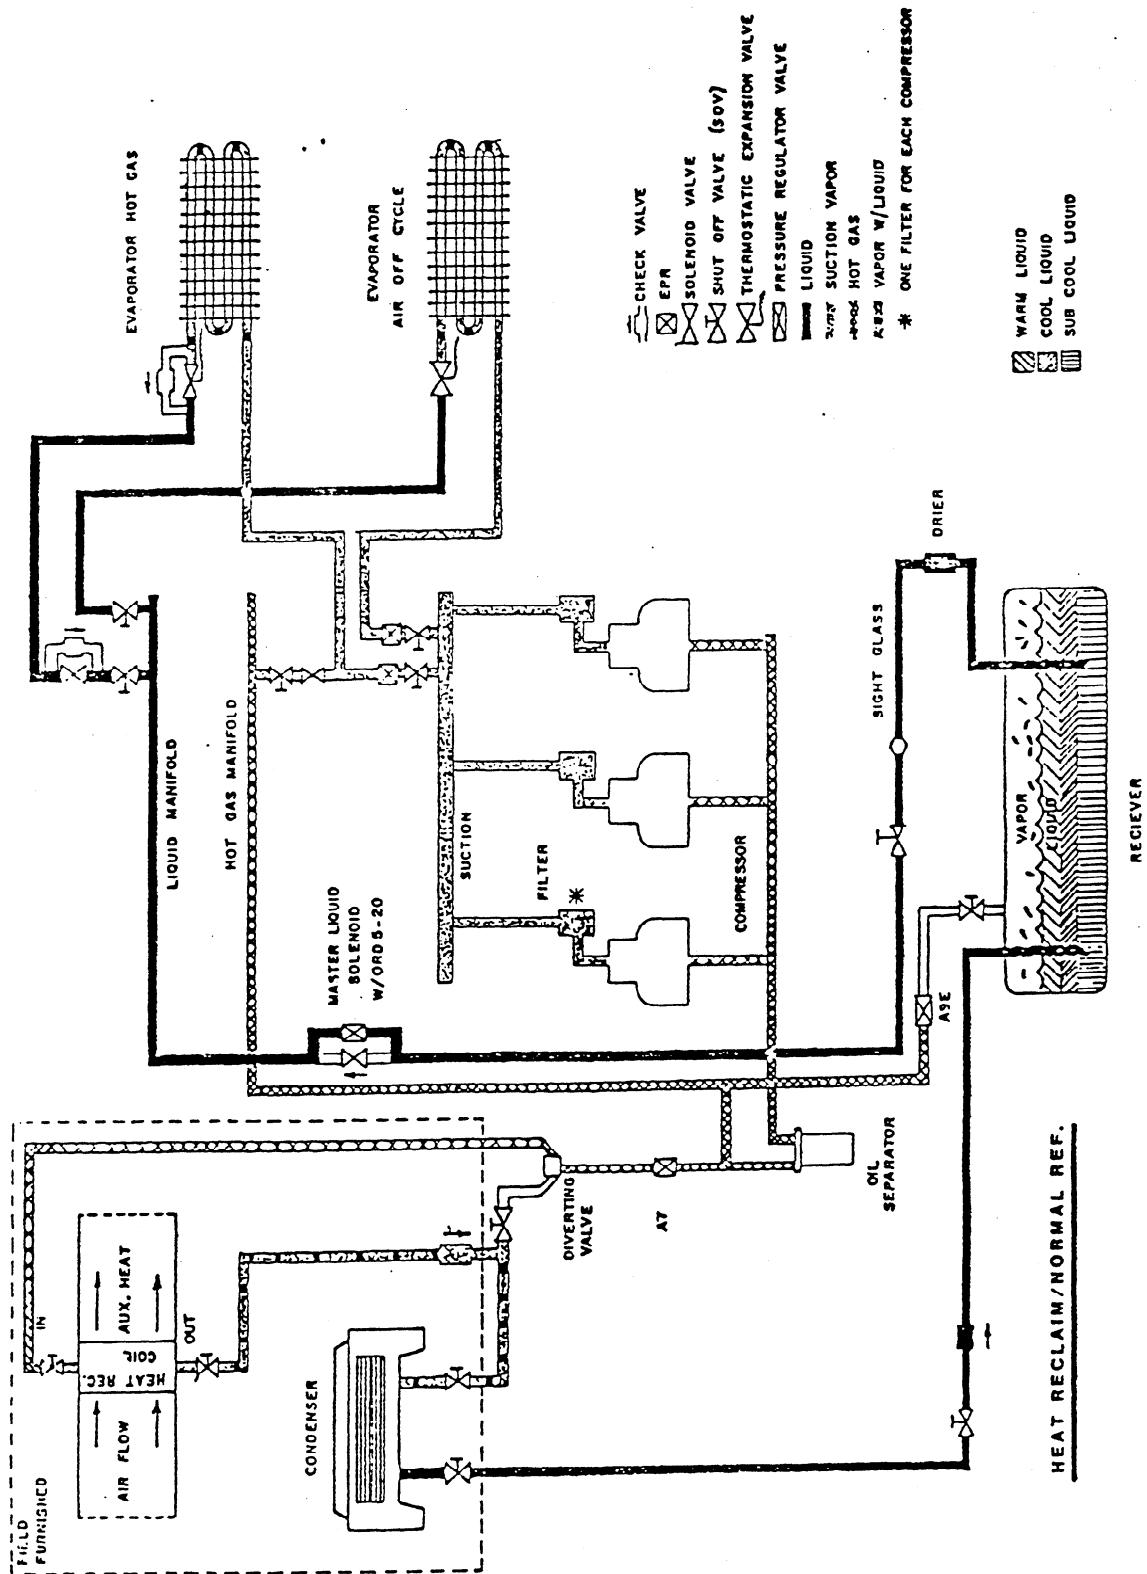 EVAPORATOR HOT GAS
EVAPORATOR
AIR OFF CYCLE
CHECK VALVE
EPR
SOLENOID VALVE
SHUT OFF VALVE (SOV)
THERMOSTATIC EXPANSION VALVE
PRESSURE REGULATOR VALVE
LIQUID
SUCTION VAPOR
HOT GAS
VAPOR W/LIQUID
* ONE FILTER FOR EACH COMPRESSOR
WARM LIQUID
COOL LIQUID
SUB COOL LIQUID
LIQUID MANIFOLD
HOT GAS MANIFOLD
MASTER LIQUID
SOLENOID
W/ORD 5-20
SUCTION
FILTER
*
COMPRESSOR
SIGHT GLASS
DRIER
VAPOR
LIQUID
RECIEVER
A9E
FIELD
FURNISHED
IN
AUX. HEAT
HEAT REC.
COIL
AIR FLOW
OUT
CONDENSER
DIVERTING
VALVE
A7
OIL
SEPARATOR
HEAT RECLAIM/NORMAL REF.